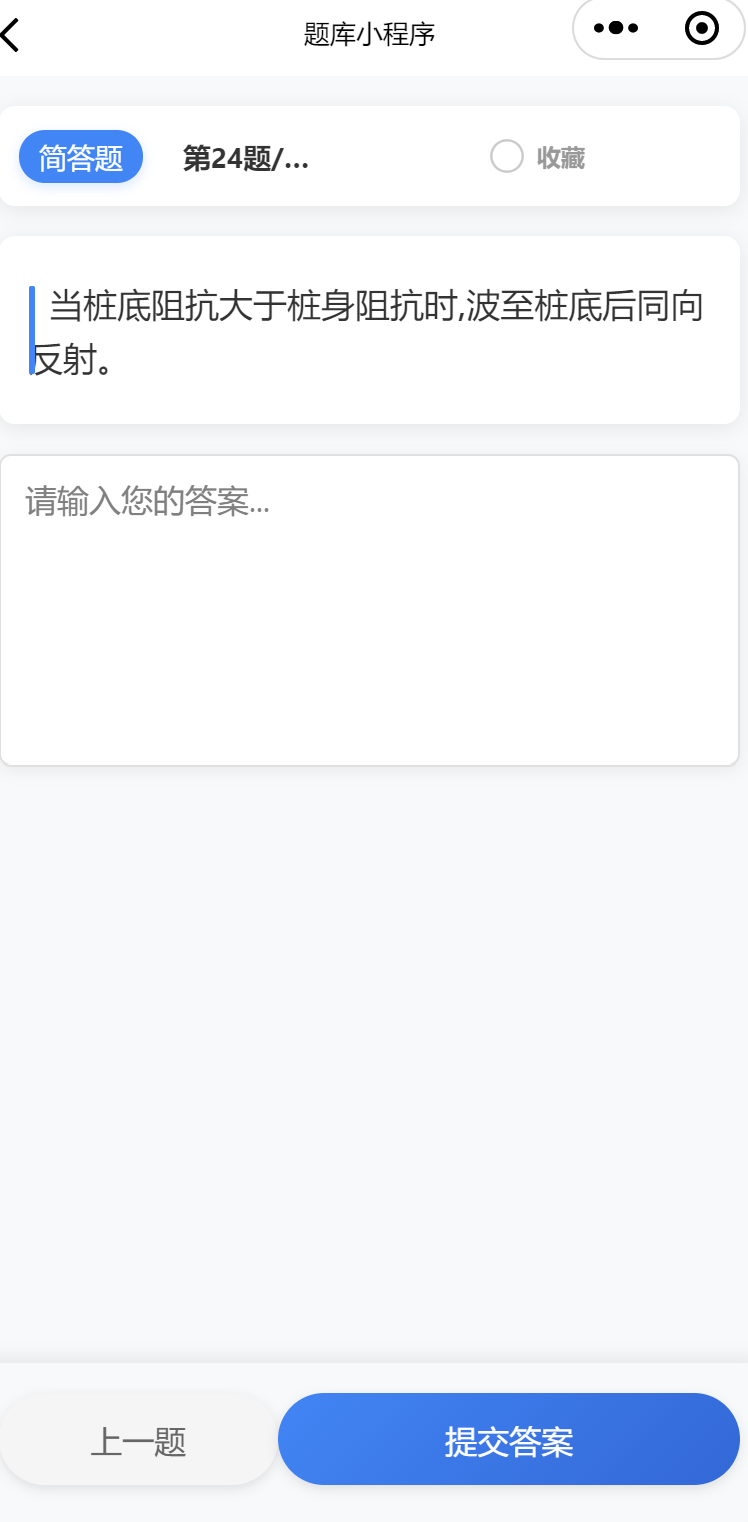 题库小程序
简答题 第24题/... 收藏
当桩底阻抗大于桩身阻抗时,波至桩底后同向
反射。
请输入您的答案...
上一题 提交答案